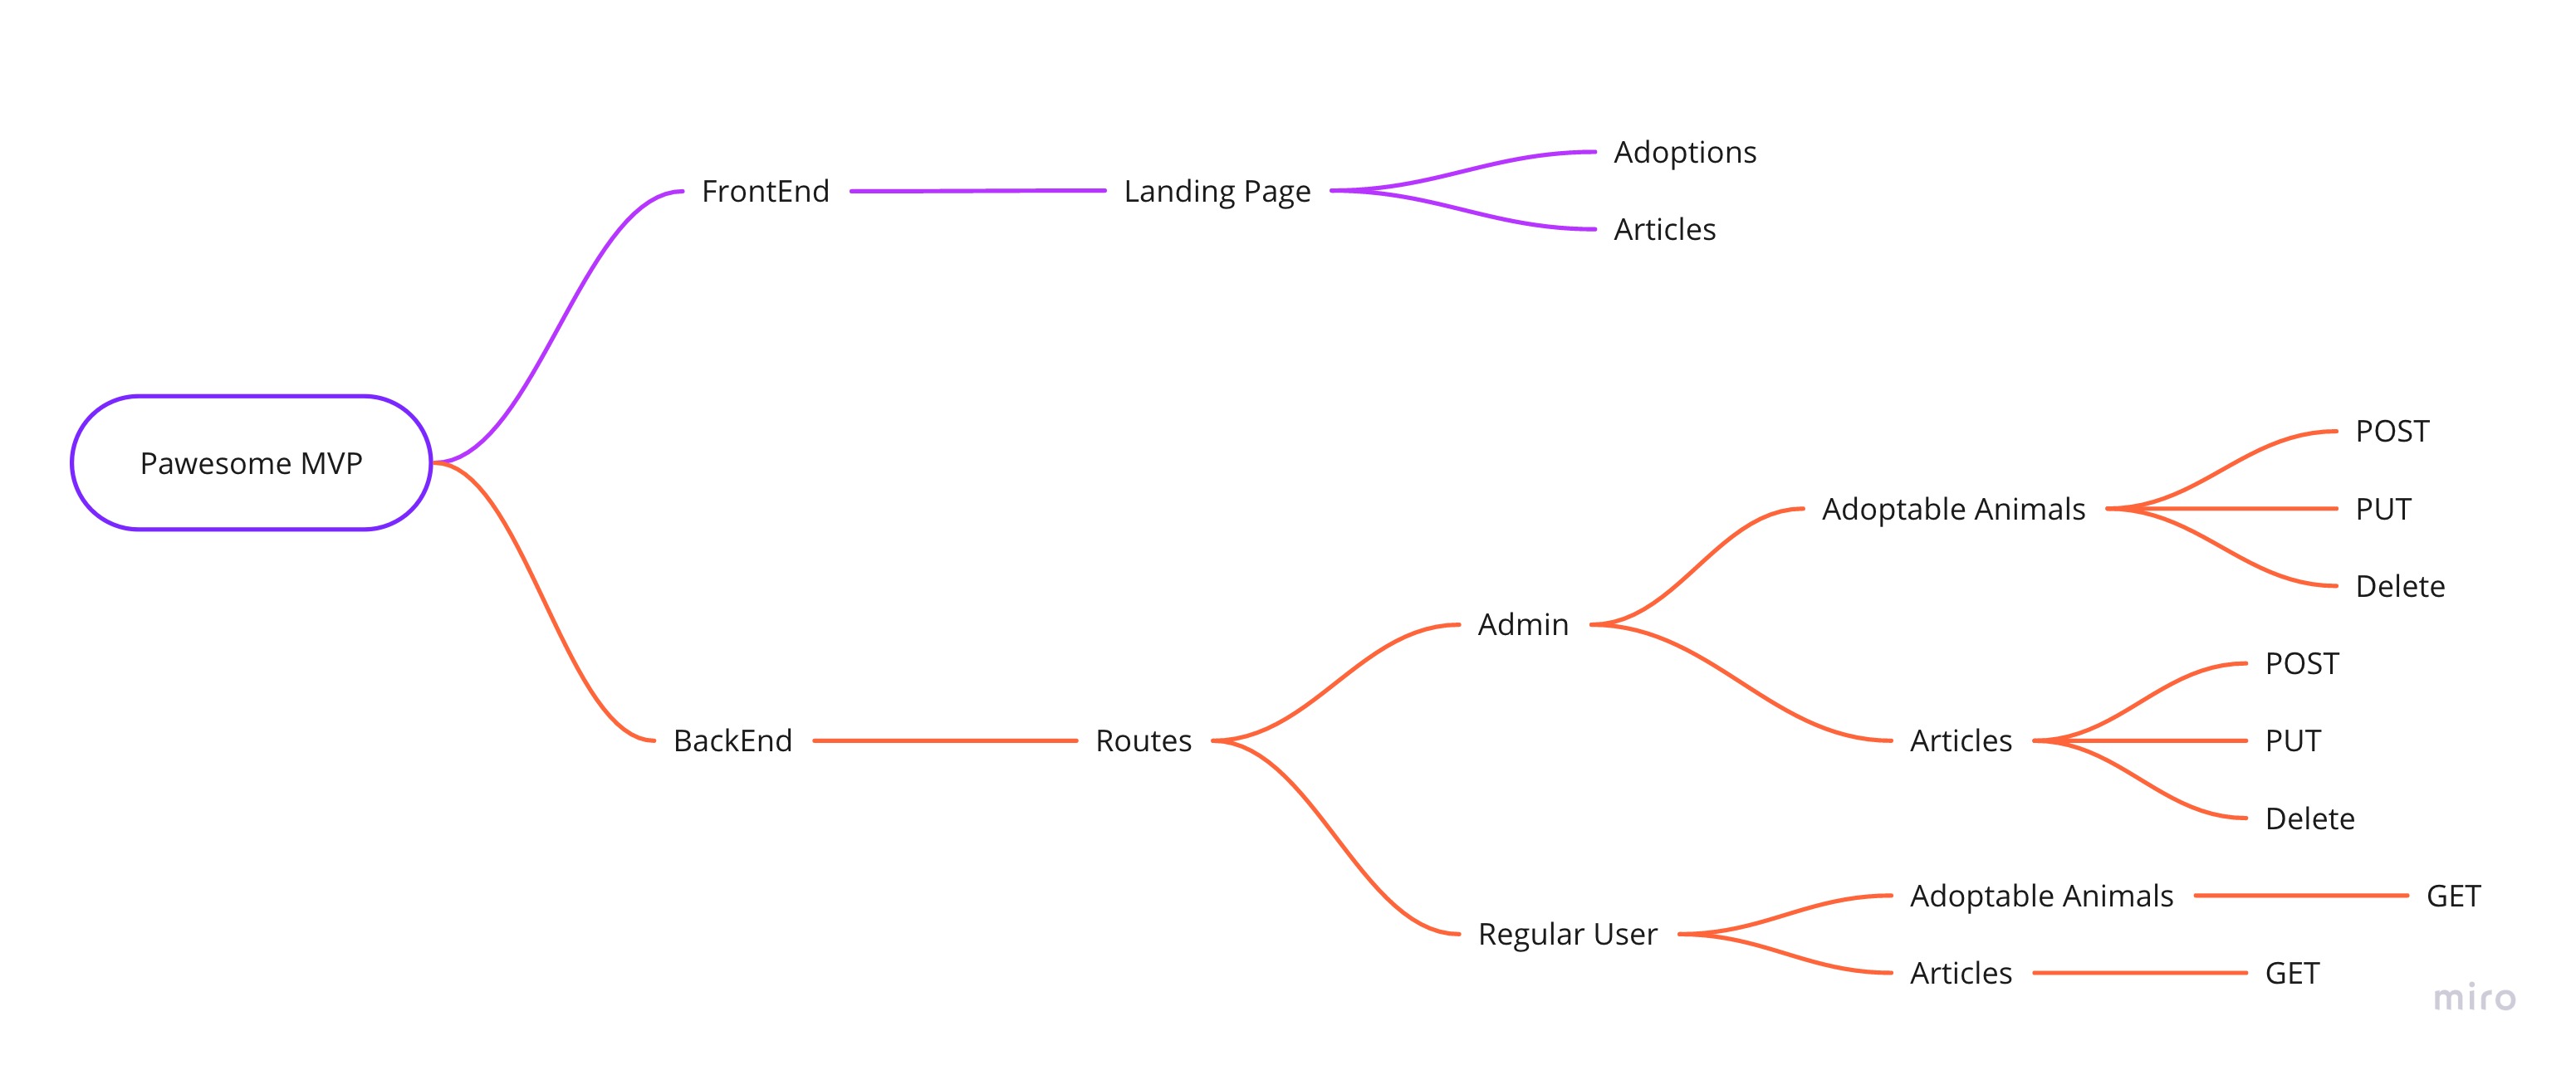 Pawesome MVP
FrontEnd
Landing Page
Adoptions
Articles
BackEnd
Routes
Admin
Adoptable Animals
POST
PUT
Delete
Articles
POST
PUT
Delete
Regular User
Adoptable Animals
GET
Articles
GET
miro